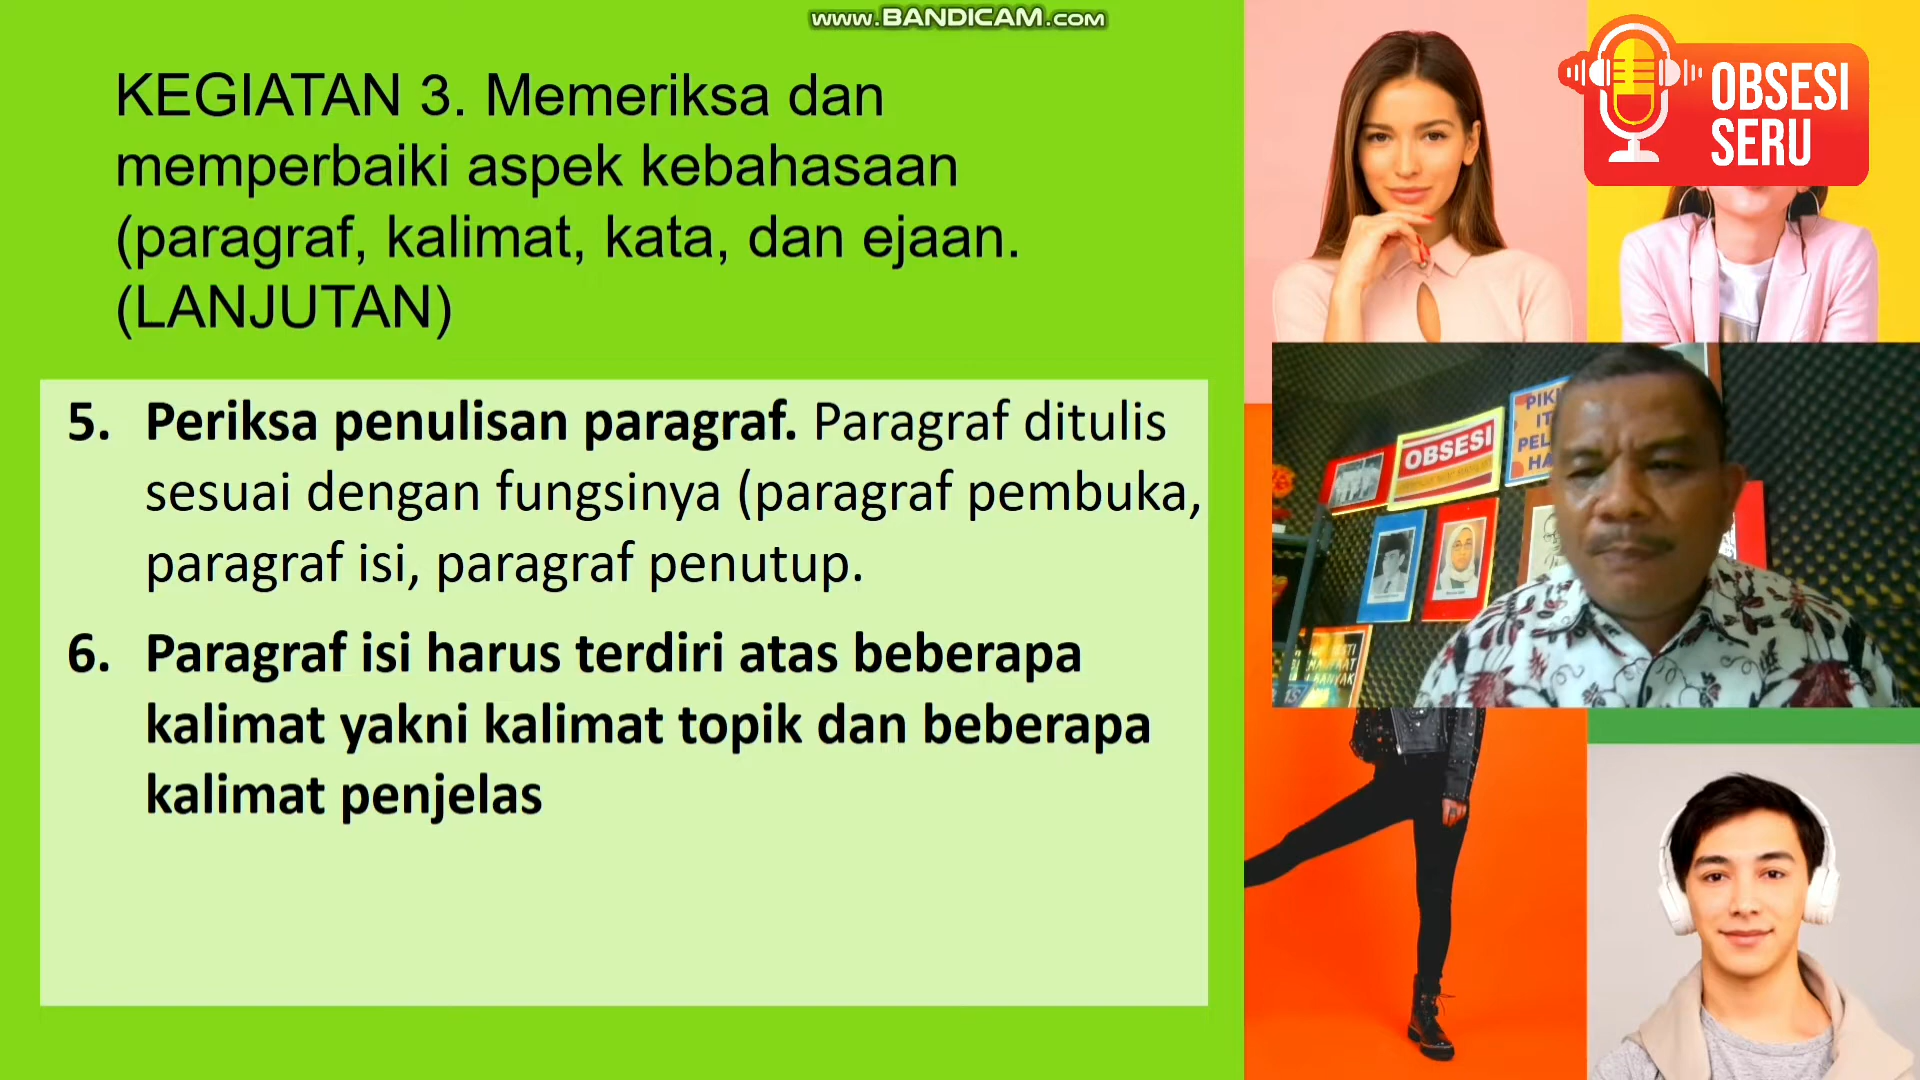 www.BANDICAM.com
KEGIATAN 3. Memeriksa dan
memperbaiki aspek kebahasaan
(paragraf, kalimat, kata, dan ejaan.
(LANJUTAN)
5. Periksa penulisan paragraf. Paragraf ditulis
sesuai dengan fungsinya (paragraf pembuka,
paragraf isi, paragraf penutup.
6. Paragraf isi harus terdiri atas beberapa
kalimat yakni kalimat topik dan beberapa
kalimat penjelas
OBSESI
SERU
OBSESI